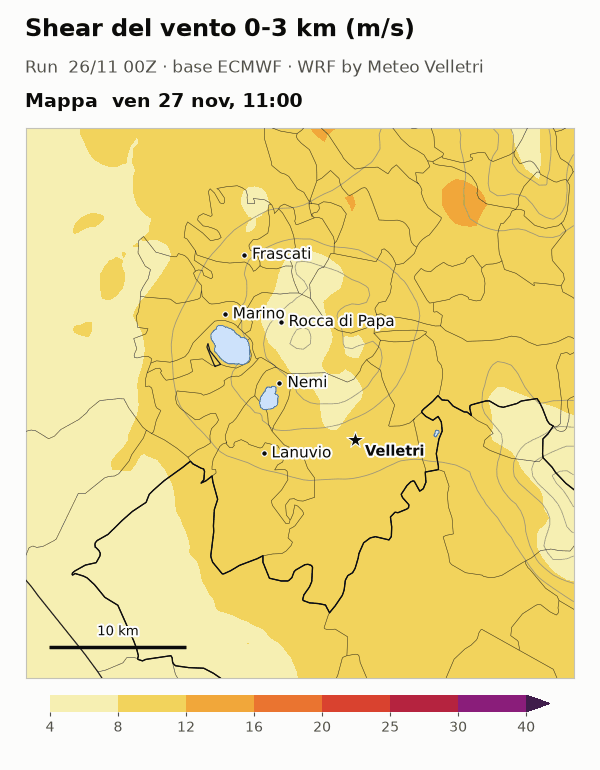 Shear del vento 0-3 km (m/s)
Run  26/11 00Z · base ECMWF · WRF by Meteo Velletri
Mappa  ven 27 nov, 11:00
Frascati
Marino
Rocca di Papa
Nemi
Velletri
Lanuvio
10 km
4 8 12 16 20 25 30 40